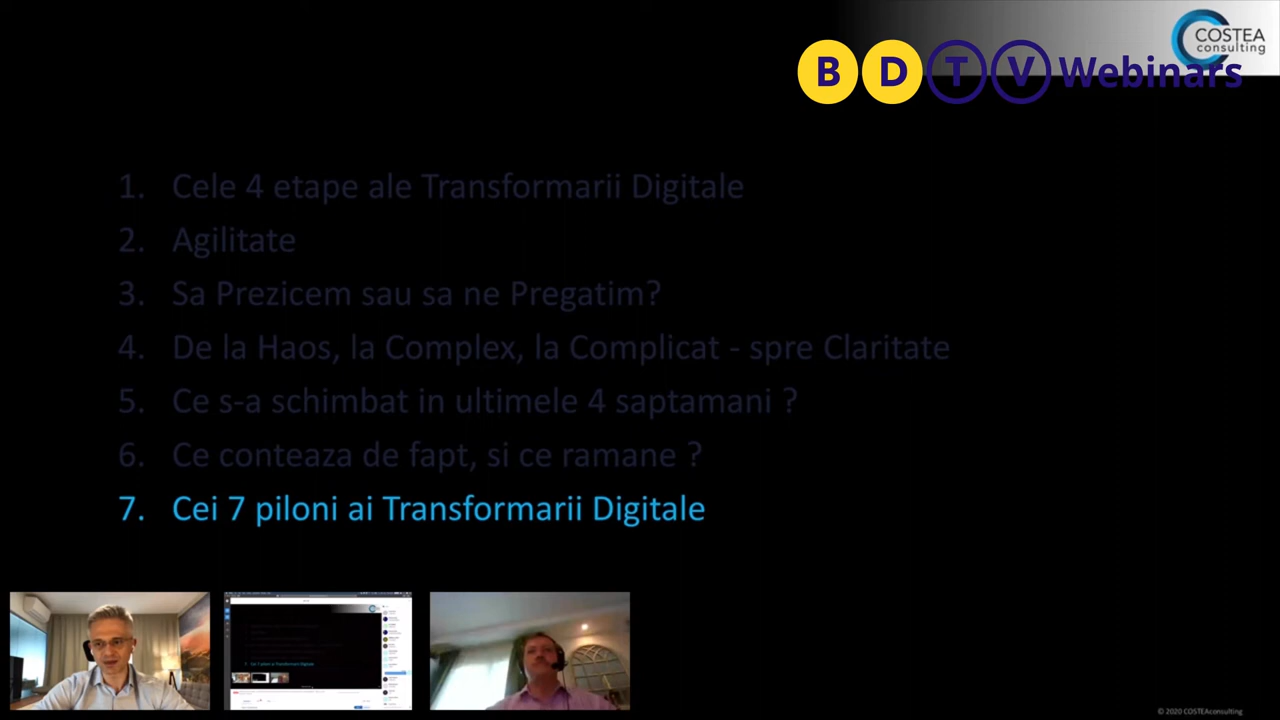 COSTEA
consulting
B D T V Webinars
1. Cele 4 etape ale Transformarii Digitale
2. Agilitate
3. Sa Prezicem sau sa ne Pregatim?
4. De la Haos, la Complex, la Complicat - spre Claritate
5. Ce s-a schimbat in ultimele 4 saptamani ?
6. Ce conteaza de fapt, si ce ramane ?
7. Cei 7 piloni ai Transformarii Digitale
© 2020 COSTEAconsulting